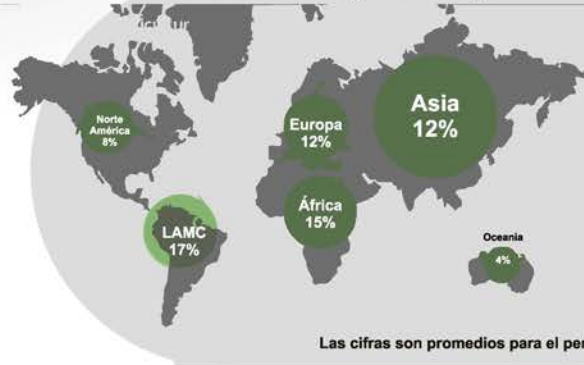 Norte
América
8%
Europa
12%
Asia
12%
LAMC
17%
África
15%
Oceania
4%
Las cifras son promedios para el